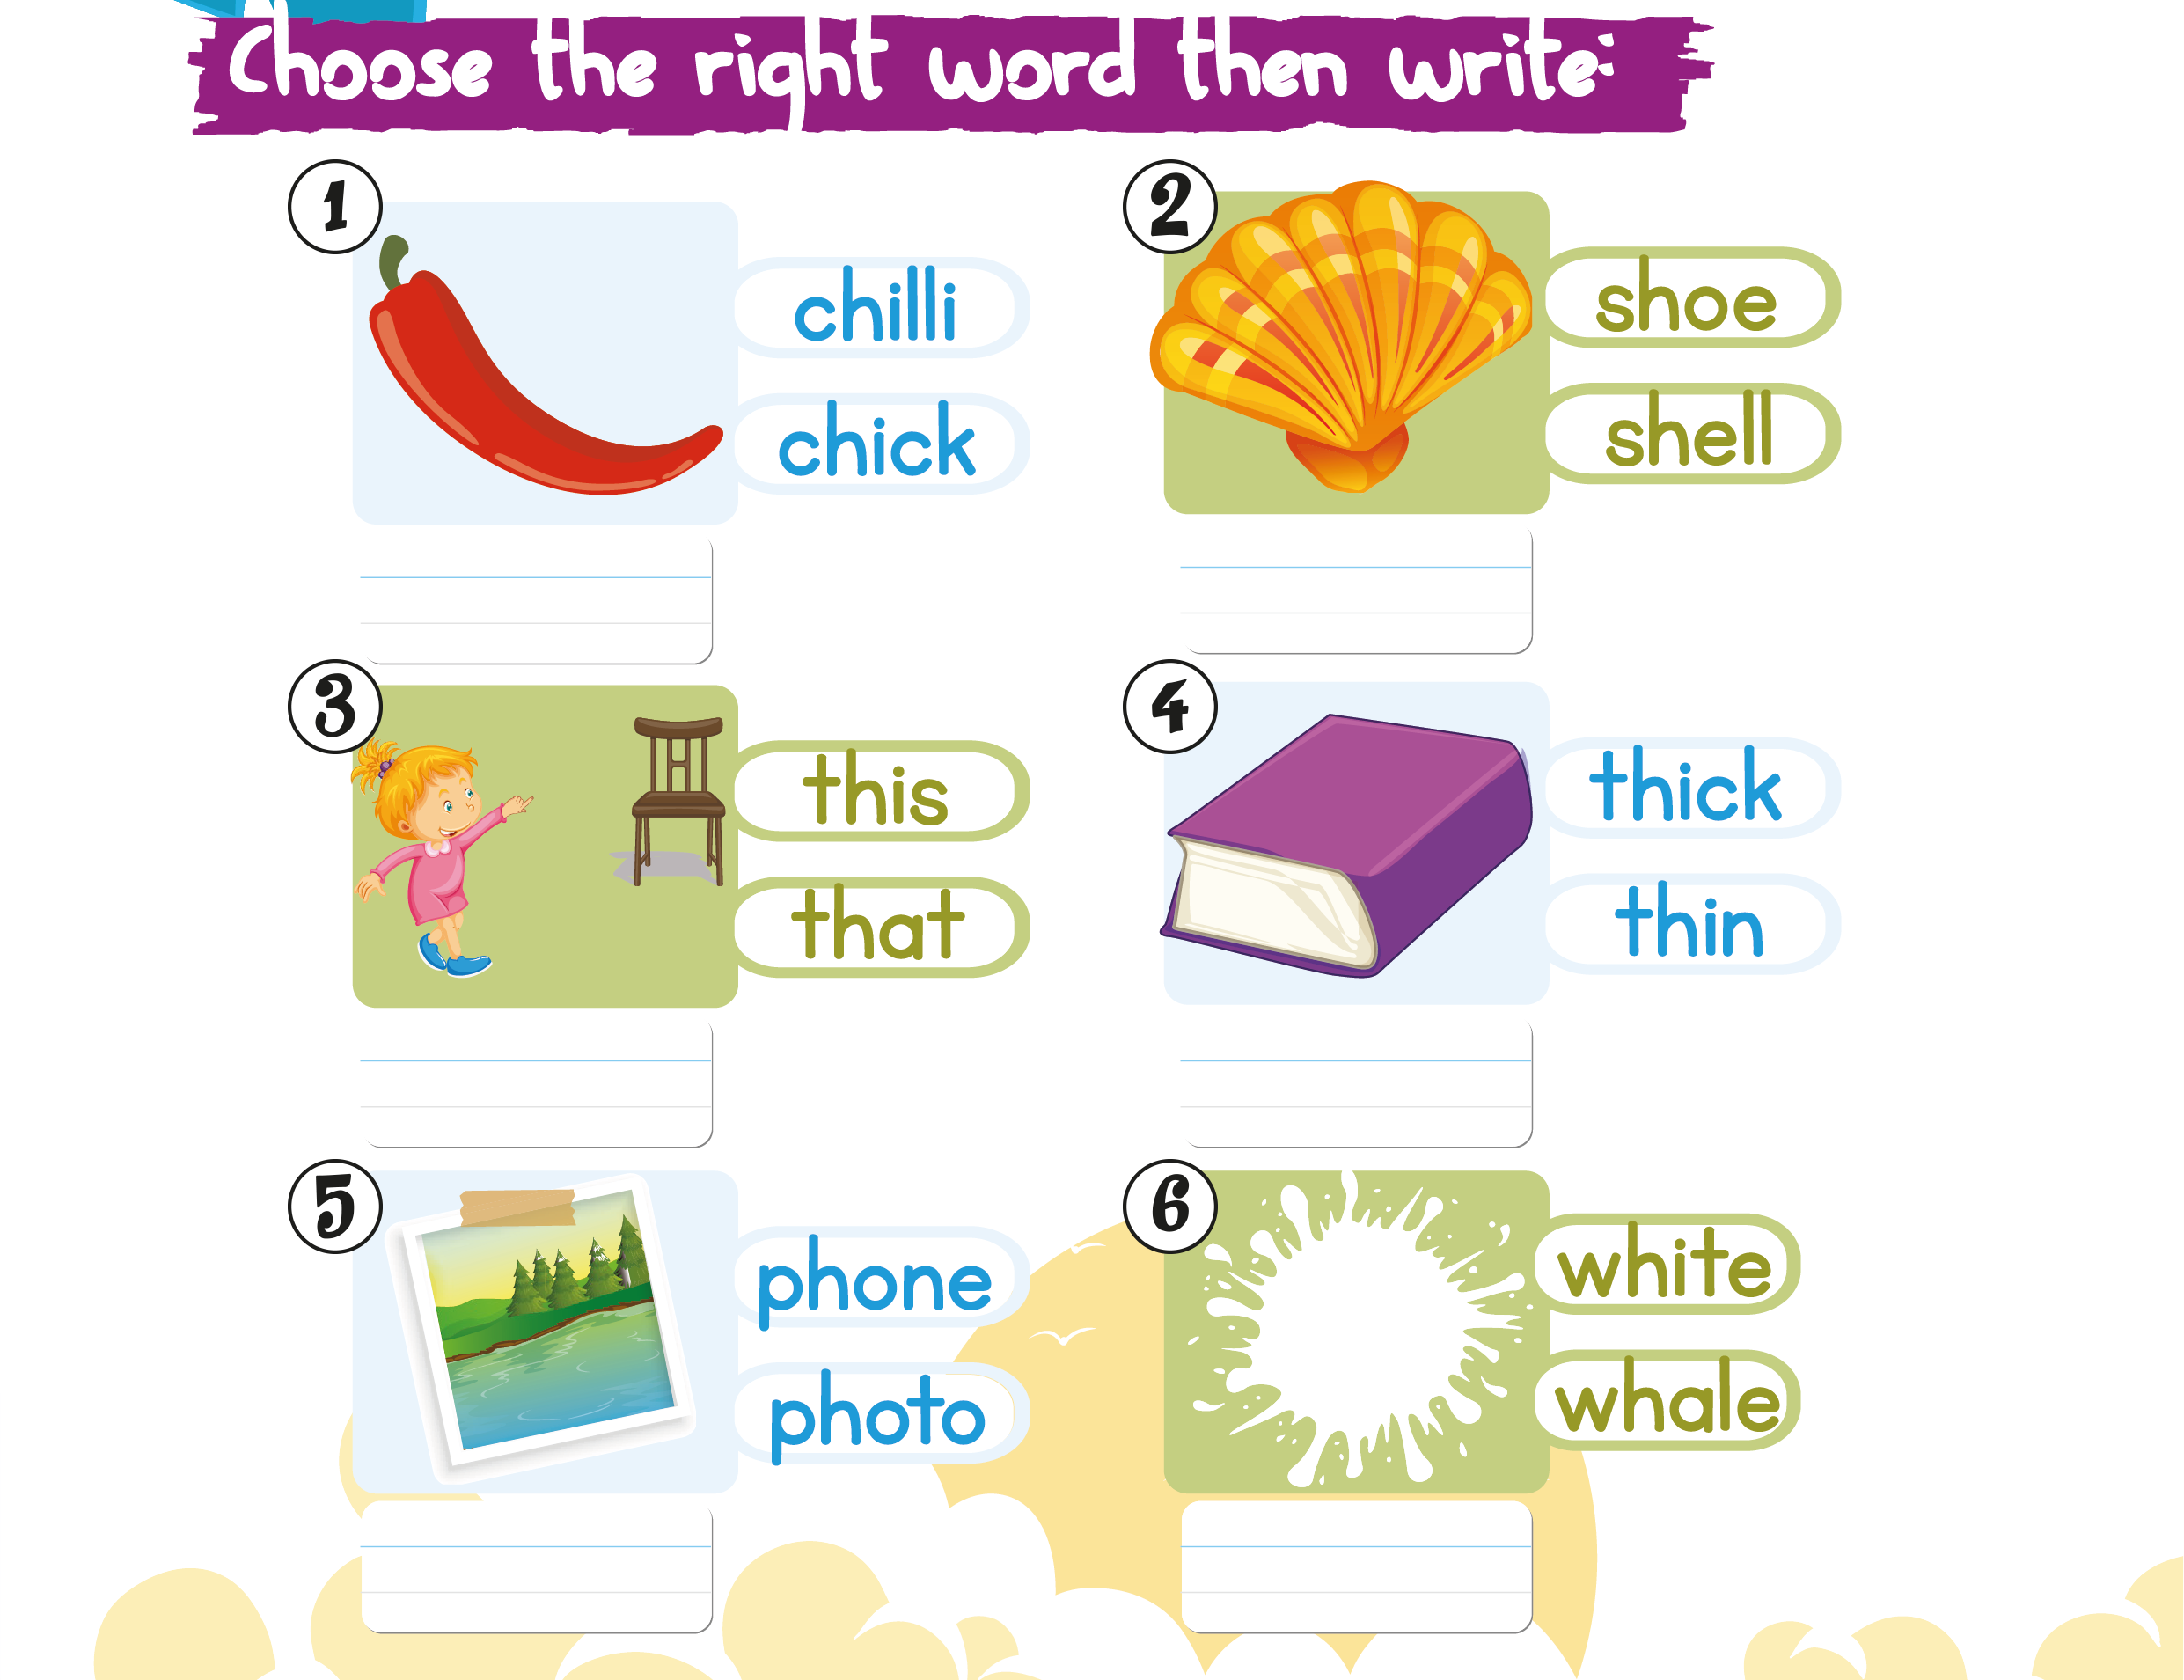 Choose the right word then write:
1
chilli
chick
2
shoe
shell
3
this
that
4
thick
thin
5
phone
photo
6
white
whale